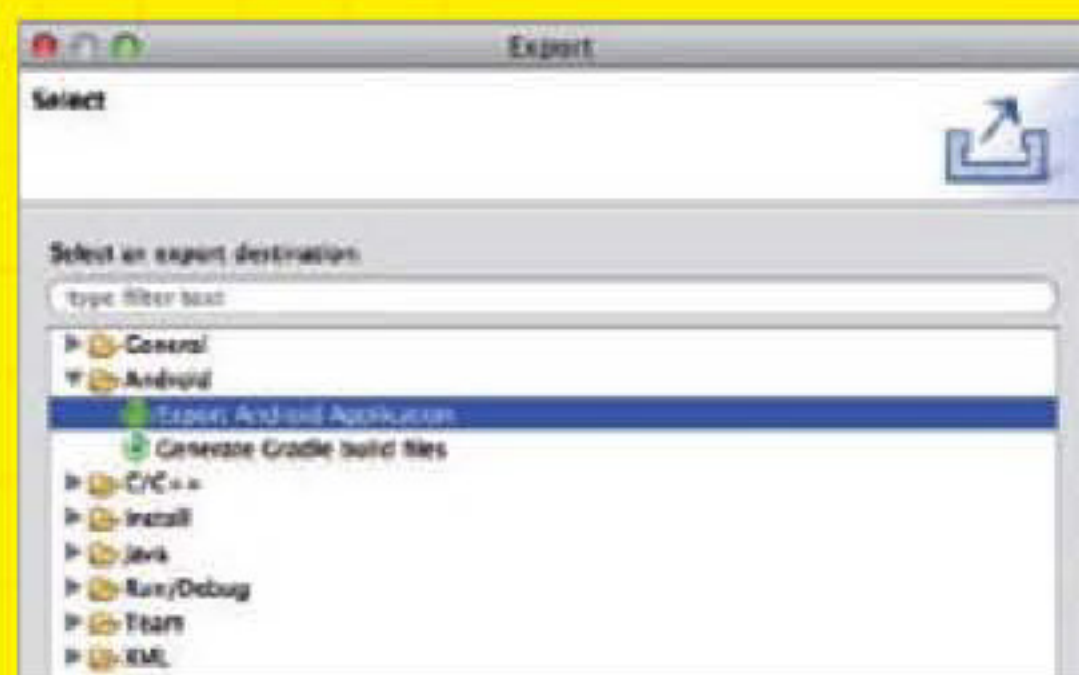 Export
Select
Select an export destination:
type filter text
General
Android
Export Android Application
Generate Gradle build files
C/C++
Install
Java
Run/Debug
Team
XML